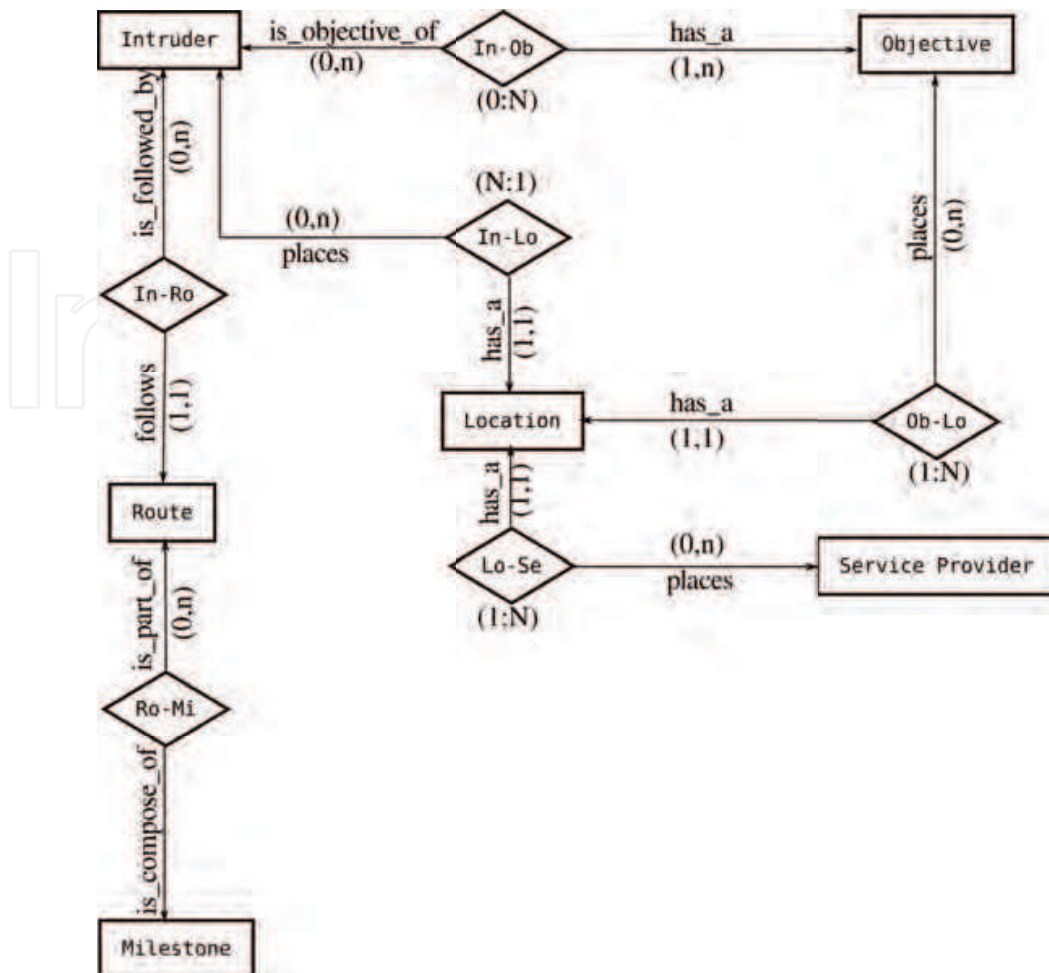 Intruder
is_objective_of
(0,n)
In-Ob
(0:N)
has_a
(1,n)
Objective
is_followed_by
(0,n)
(0,n)
places
(N:1)
In-Lo
has_a
(1,1)
places
(0,n)
In-Ro
follows
(1,1)
Location
has_a
(1,1)
Ob-Lo
(1:N)
Route
has_a
(1,1)
Lo-Se
(1:N)
(0,n)
places
Service Provider
is_part_of
(0,n)
Ro-Mi
is_compose_of
Milestone